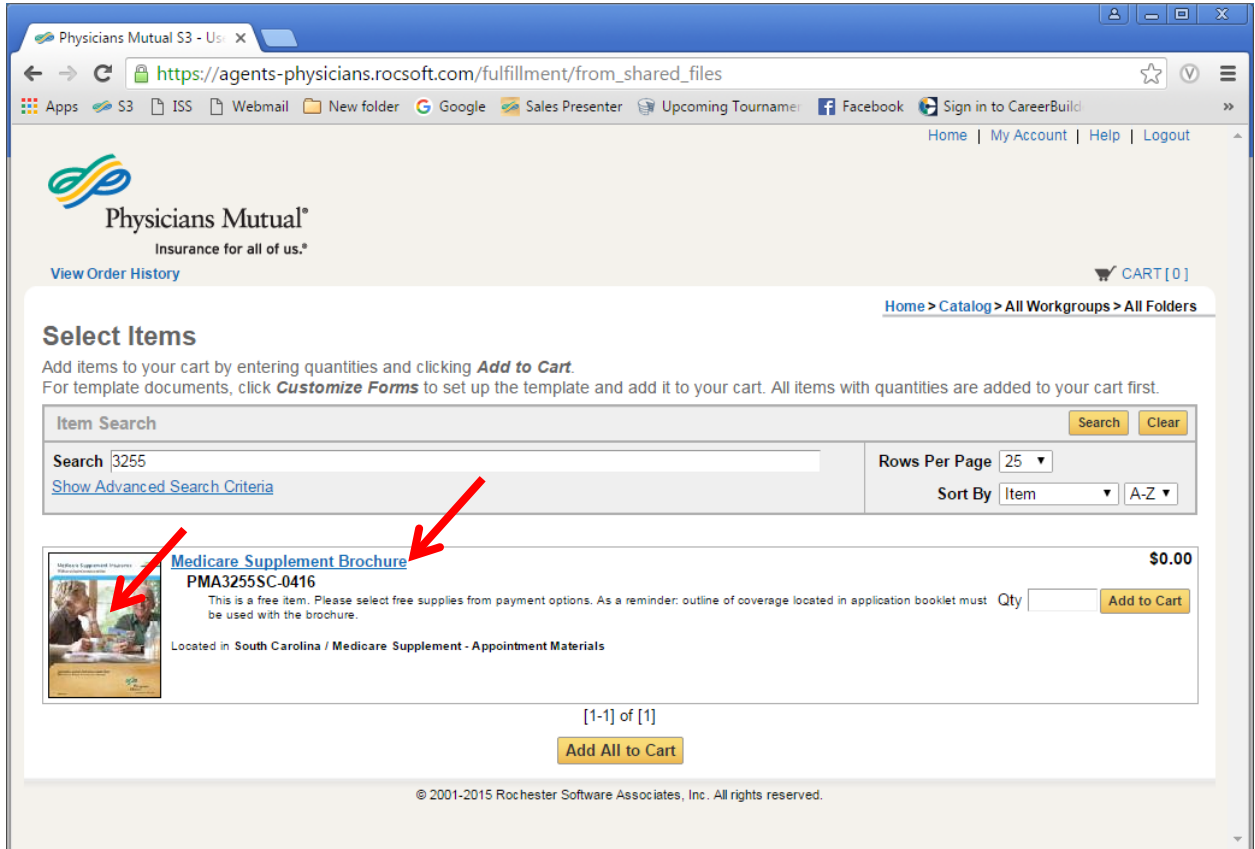 Physicians Mutual S3 - Us
https://agents-physicians.rocsoft.com/fulfillment/from_shared_files
Apps S3 ISS Webmail New folder Google Sales Presenter Upcoming Tournamer Facebook Sign in to CareerBuild »
Home | My Account | Help | Logout
Physicians Mutual®
Insurance for all of us.®
View Order History CART [ 0 ]
Home > Catalog > All Workgroups > All Folders
Select Items
Add items to your cart by entering quantities and clicking Add to Cart.
For template documents, click Customize Forms to set up the template and add it to your cart. All items with quantities are added to your cart first.
Item Search Search Clear
Search 3255 Rows Per Page 25
Show Advanced Search Criteria Sort By Item A-Z
Medicare Supplement Insurance
Medicare Supplement Brochure $0.00
PMA3255SC-0416
This is a free item. Please select free supplies from payment options. As a reminder: outline of coverage located in application booklet must Qty Add to Cart
be used with the brochure.
Located in South Carolina / Medicare Supplement - Appointment Materials
Physicians Mutual
[1-1] of [1]
Add All to Cart
© 2001-2015 Rochester Software Associates, Inc. All rights reserved.